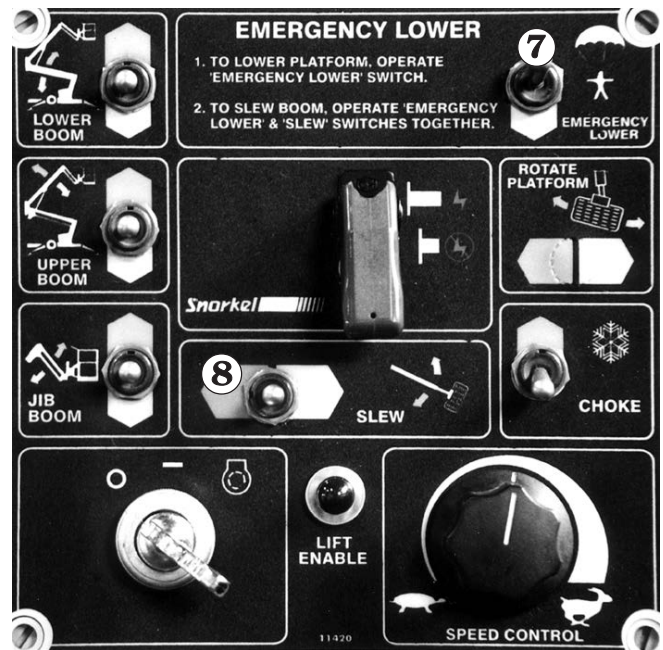 EMERGENCY LOWER
1. TO LOWER PLATFORM, OPERATE
'EMERGENCY LOWER' SWITCH.
2. TO SLEW BOOM, OPERATE 'EMERGENCY
LOWER' & 'SLEW' SWITCHES TOGETHER.
7
EMERGENCY
LOWER
LOWER
BOOM
UPPER
BOOM
Snorkel
ROTATE
PLATFORM
JIB
BOOM
8
SLEW
CHOKE
LIFT
ENABLE
11420
SPEED CONTROL